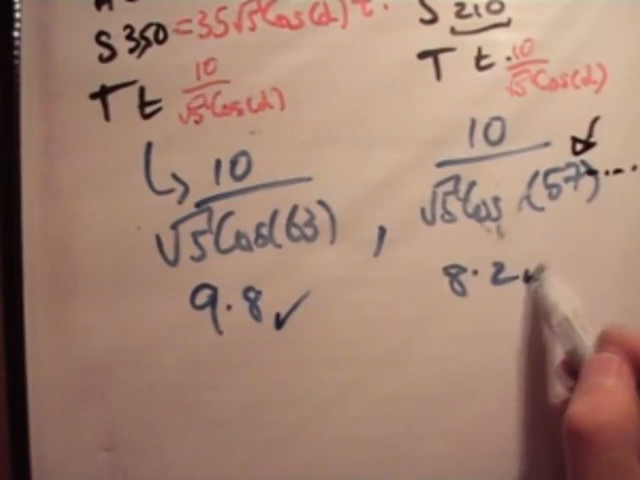 S 350 = 35√5 Cos(α) t.
T t 10/√5 Cos(α)
S 210
T t. 10/√5 Cos(α)
10/√5 Cos(63) , 10/√5 Cos (57)....
9.8 ✓ 8.2 ✓